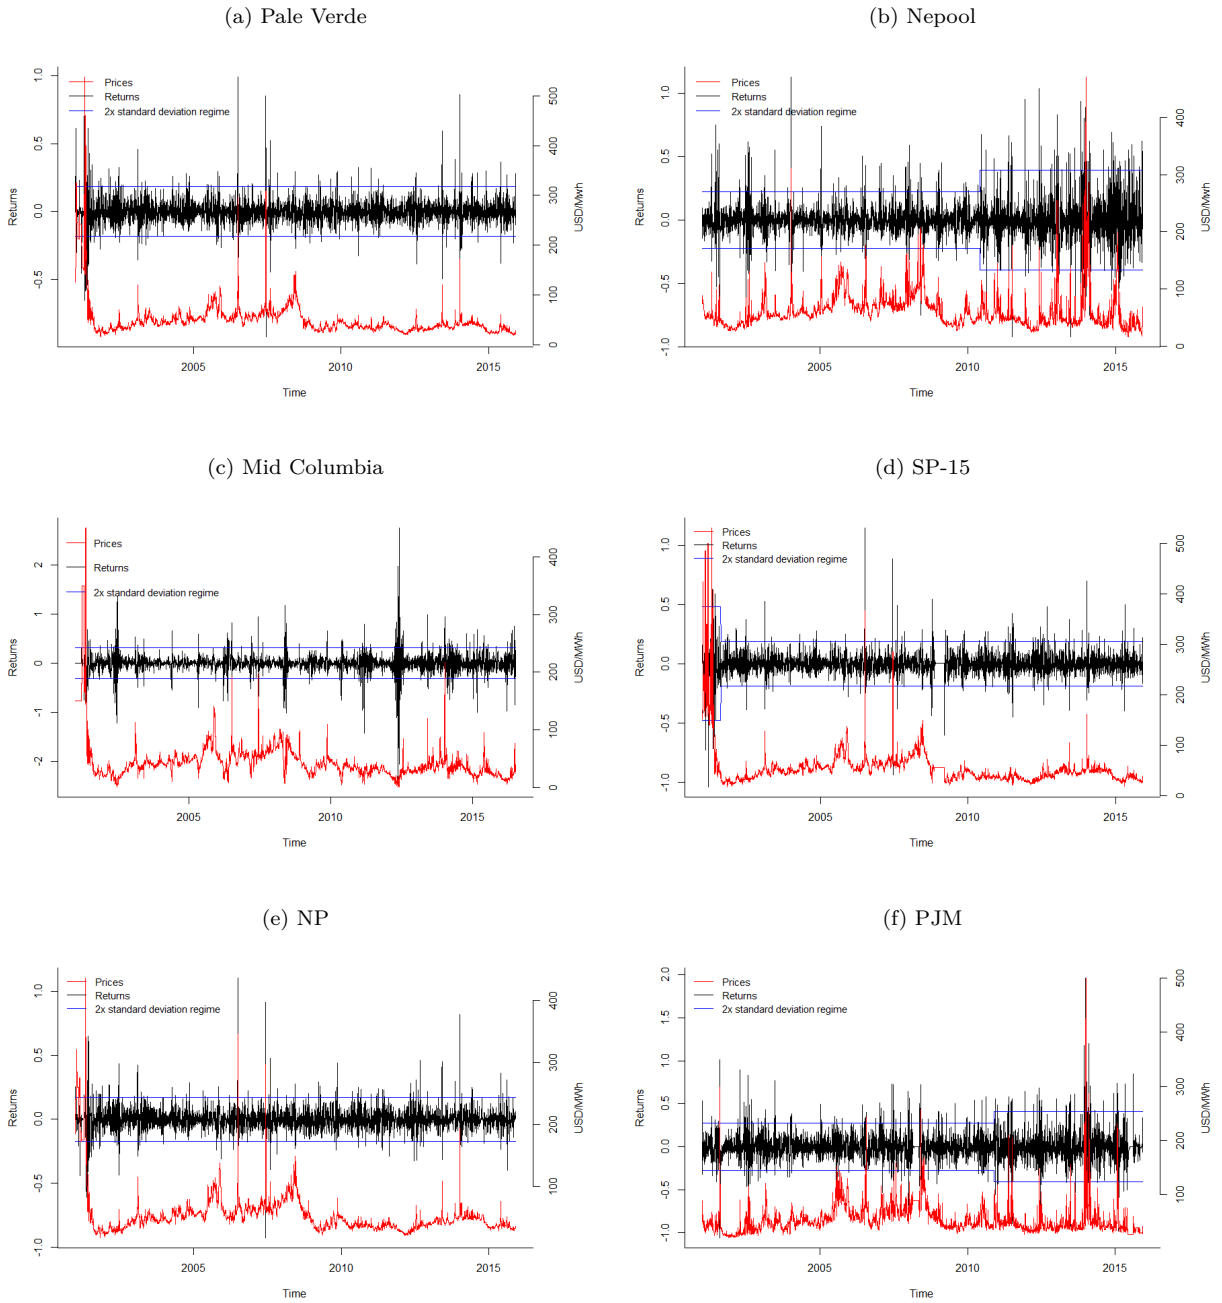 (a) Pale Verde
Prices
Returns
2x standard deviation regime
Returns
1.0
0.5
0.0
-0.5
USD/Mwh
500
400
300
200
100
0
2005
2010
2015
Time
(b) Nepool
Prices
Returns
2x standard deviation regime
Returns
1.0
0.5
0.0
-0.5
-1.0
USD/Mwh
400
300
200
100
0
2005
2010
2015
Time
(c) Mid Columbia
Prices
Returns
2x standard deviation regime
Returns
2
1
0
-1
-2
USD/MWh
400
300
200
100
0
2005
2010
2015
Time
(d) SP-15
Prices
Returns
2x standard deviation regime
Returns
1.0
0.5
0.0
-0.5
-1.0
USD/MWh
500
400
300
200
100
0
2005
2010
2015
Time
(e) NP
Prices
Returns
2x standard deviation regime
Returns
1.0
0.5
0.0
-0.5
-1.0
USD/MWh
400
300
200
100
2005
2010
2015
Time
(f) PJM
Prices
Returns
2x standard deviation regime
Returns
2.0
1.5
1.0
0.5
0.0
-0.5
-1.0
USD/MWh
500
400
300
200
100
2005
2010
2015
Time